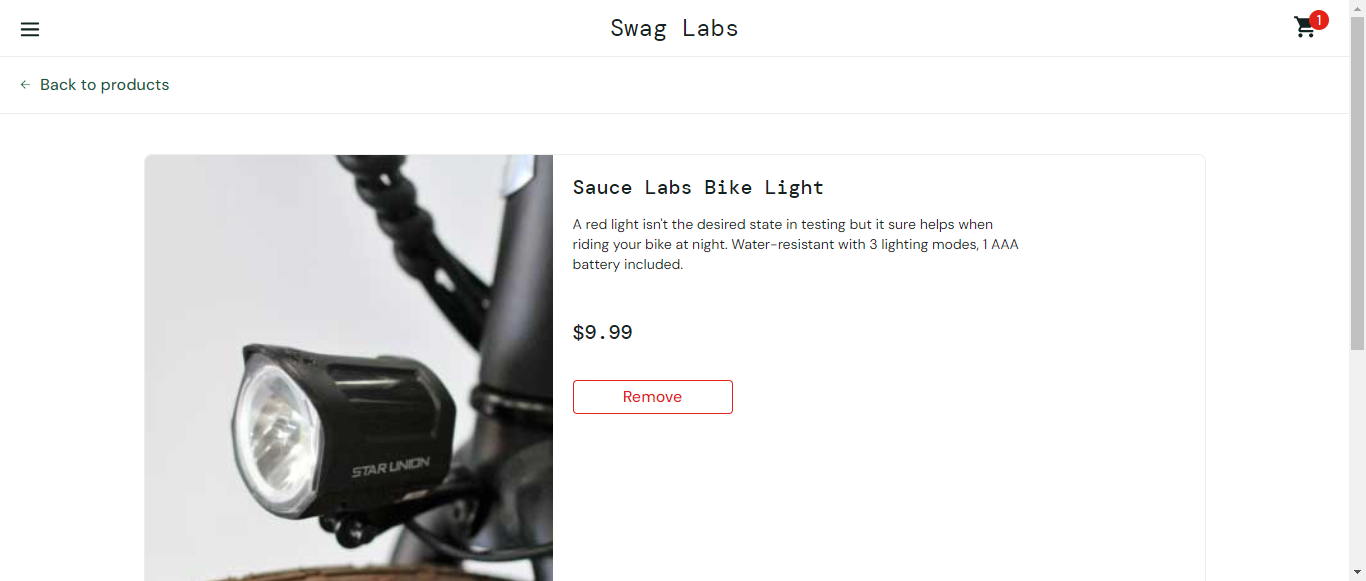 Swag Labs
1
Back to products
Sauce Labs Bike Light
A red light isn't the desired state in testing but it sure helps when
riding your bike at night. Water-resistant with 3 lighting modes, 1 AAA
battery included.
$9.99
Remove
STAR UNION